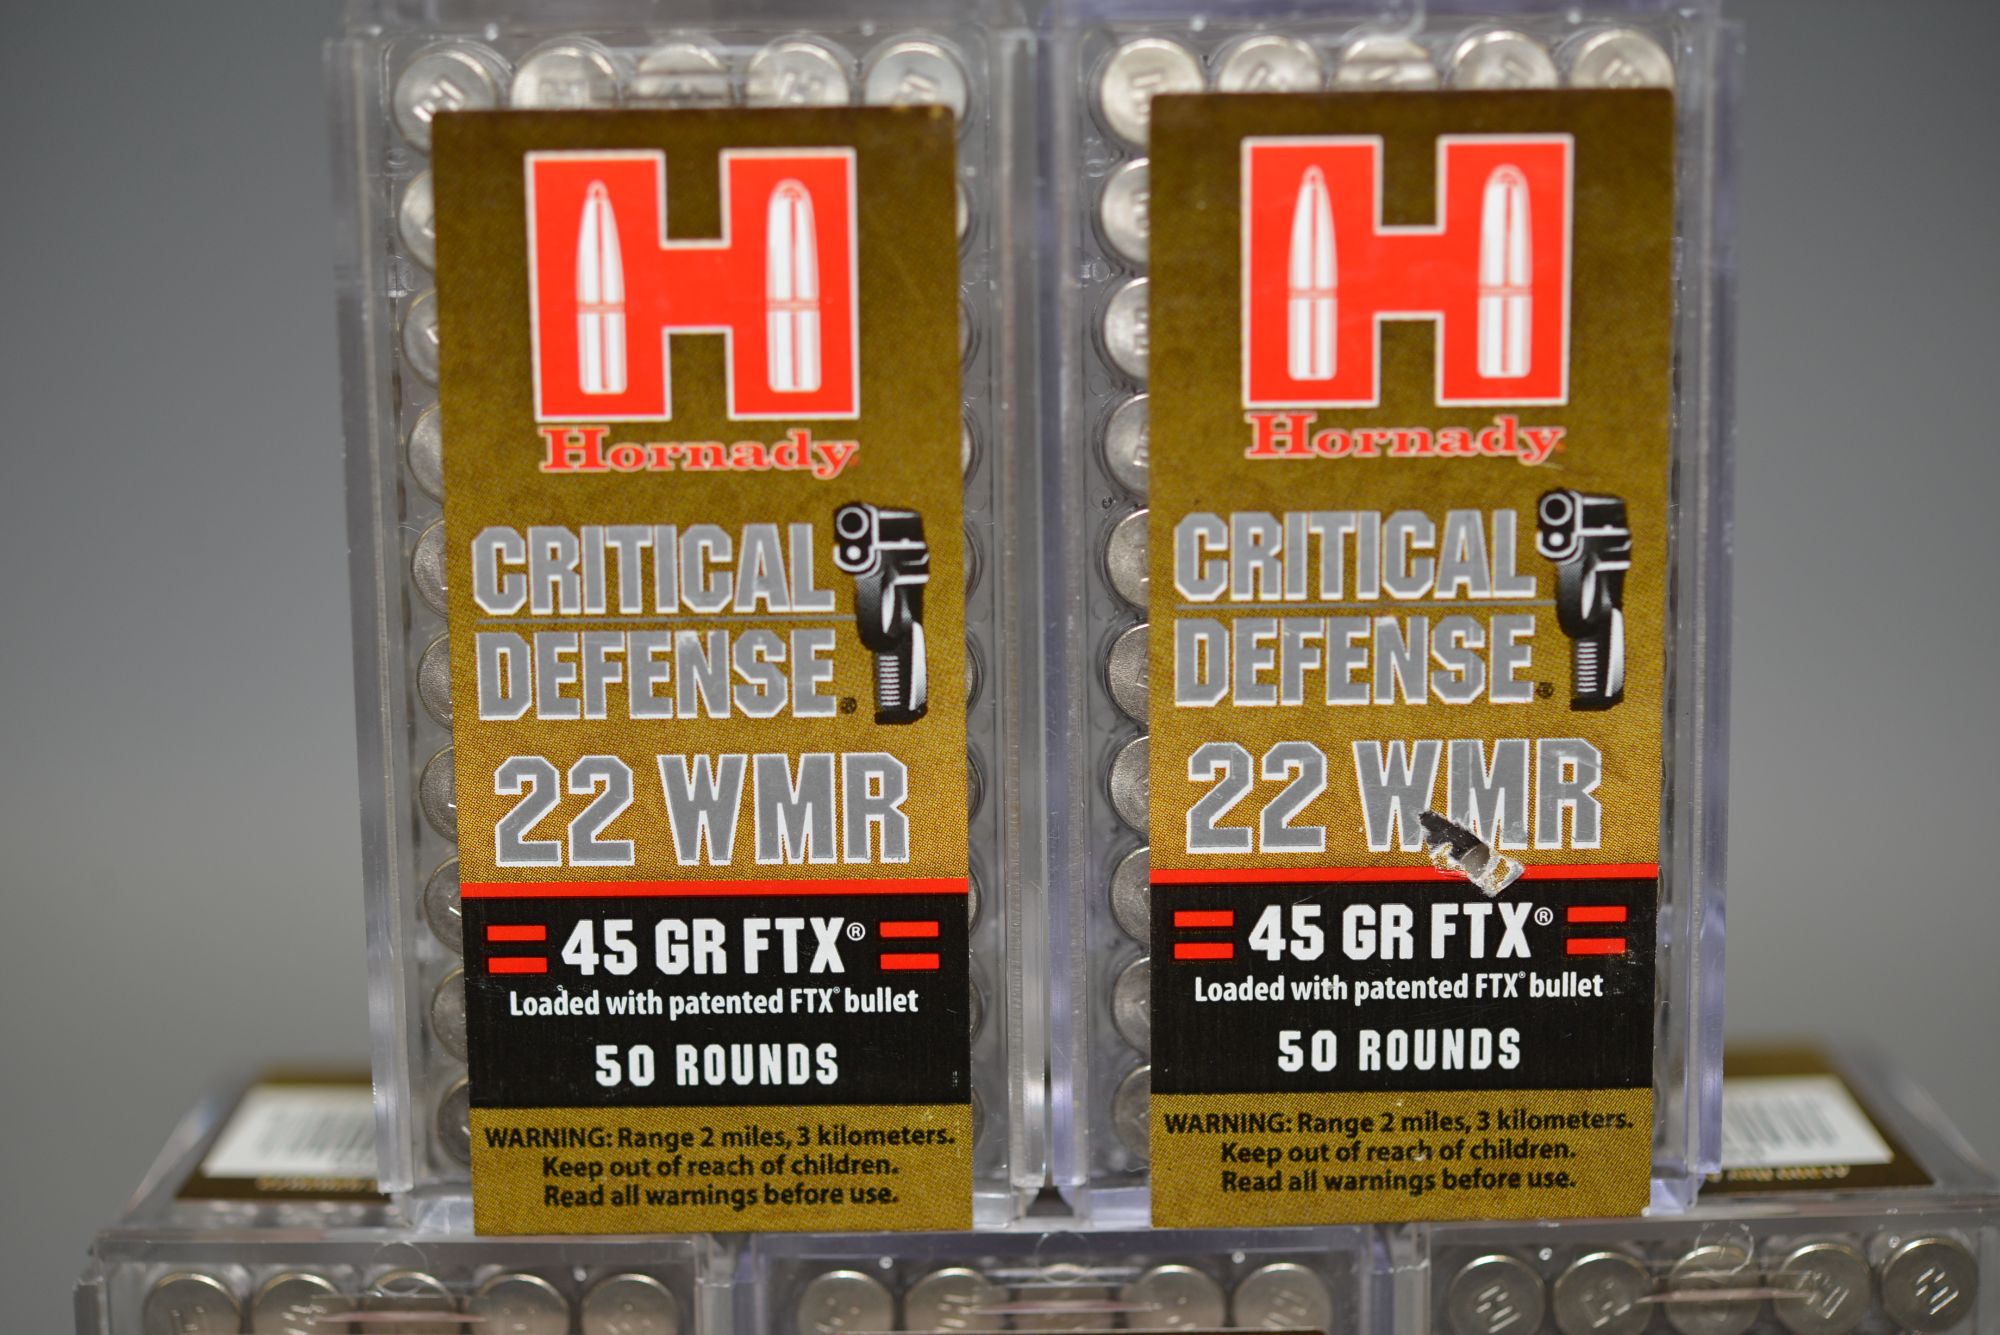 H
Hornady
CRITICAL
DEFENSE®
22 WMR
45 GR FTX®
Loaded with patented FTX® bullet
50 ROUNDS
WARNING: Range 2 miles, 3 kilometers.
Keep out of reach of children.
Read all warnings before use.
H
Hornady
CRITICAL
DEFENSE®
22 WMR
45 GR FTX®
Loaded with patented FTX® bullet
50 ROUNDS
WARNING: Range 2 miles, 3 kilometers.
Keep out of reach of children.
Read all warnings before use.